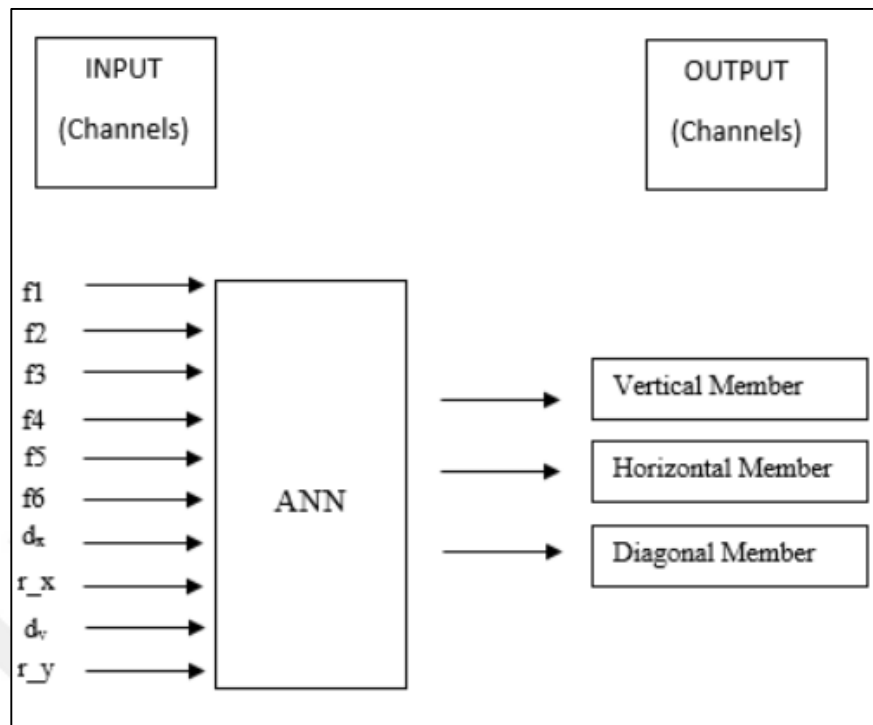 INPUT
(Channels)
OUTPUT
(Channels)
f1
f2
f3
f4
f5
f6
dₓ
r_x
dᵧ
r_y
ANN
Vertical Member
Horizontal Member
Diagonal Member